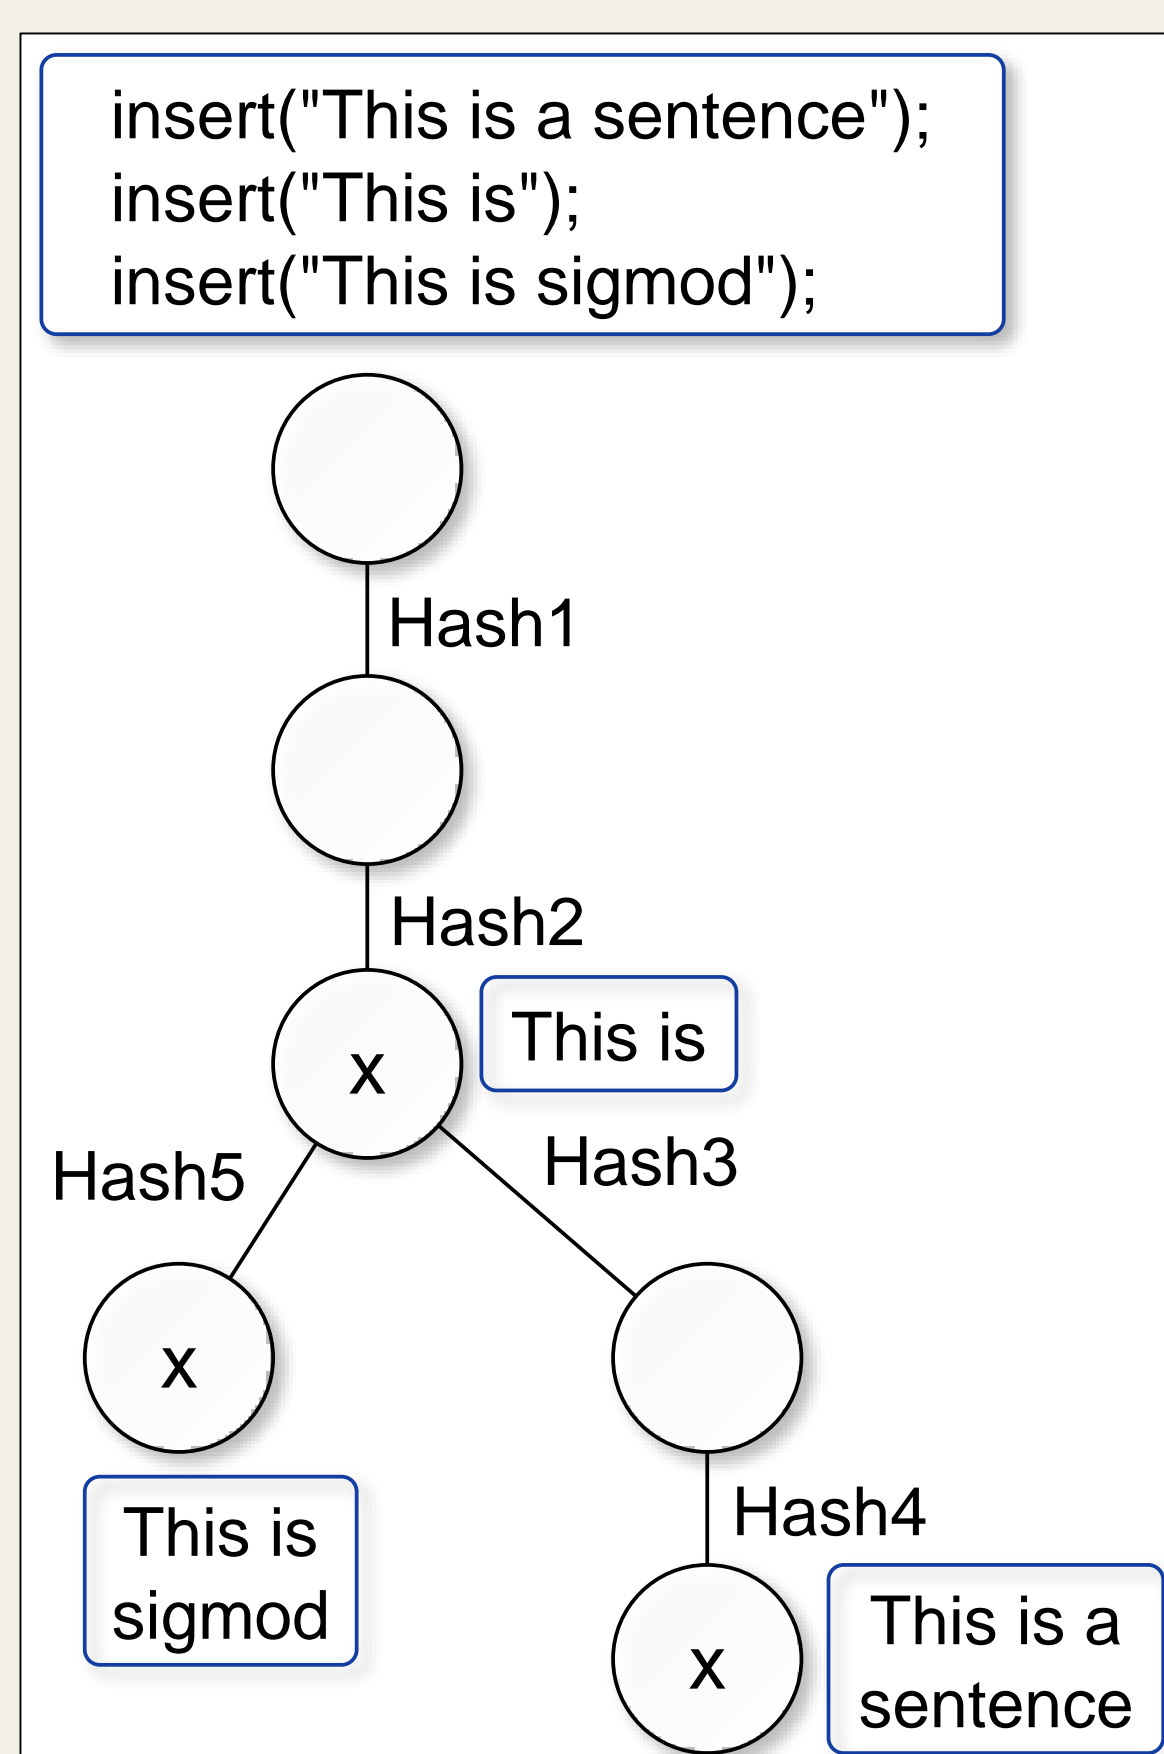 insert("This is a sentence");
insert("This is");
insert("This is sigmod");
Hash1
Hash2
x
This is
Hash5
Hash3
x
This is
sigmod
Hash4
x
This is a
sentence